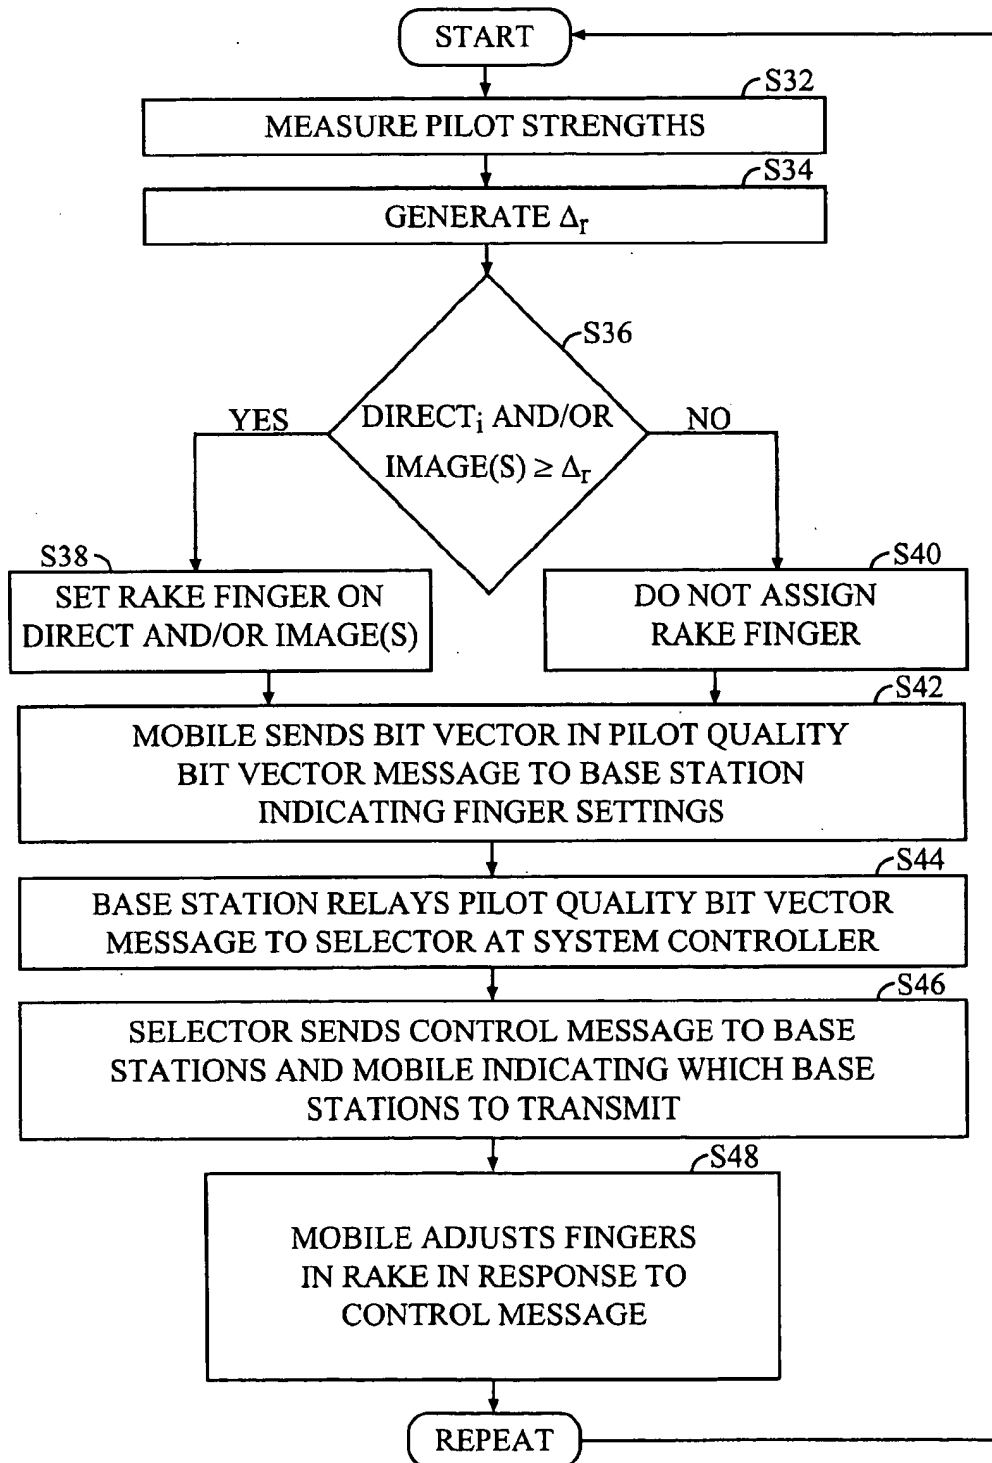 START
S32
MEASURE PILOT STRENGTHS
S34
GENERATE Δr
S36
YES
DIRECTi AND/OR
IMAGE(S) ≥ Δr
NO
S38
SET RAKE FINGER ON
DIRECT AND/OR IMAGE(S)
S40
DO NOT ASSIGN
RAKE FINGER
S42
MOBILE SENDS BIT VECTOR IN PILOT QUALITY
BIT VECTOR MESSAGE TO BASE STATION
INDICATING FINGER SETTINGS
S44
BASE STATION RELAYS PILOT QUALITY BIT VECTOR
MESSAGE TO SELECTOR AT SYSTEM CONTROLLER
S46
SELECTOR SENDS CONTROL MESSAGE TO BASE
STATIONS AND MOBILE INDICATING WHICH BASE
STATIONS TO TRANSMIT
S48
MOBILE ADJUSTS FINGERS
IN RAKE IN RESPONSE TO
CONTROL MESSAGE
REPEAT